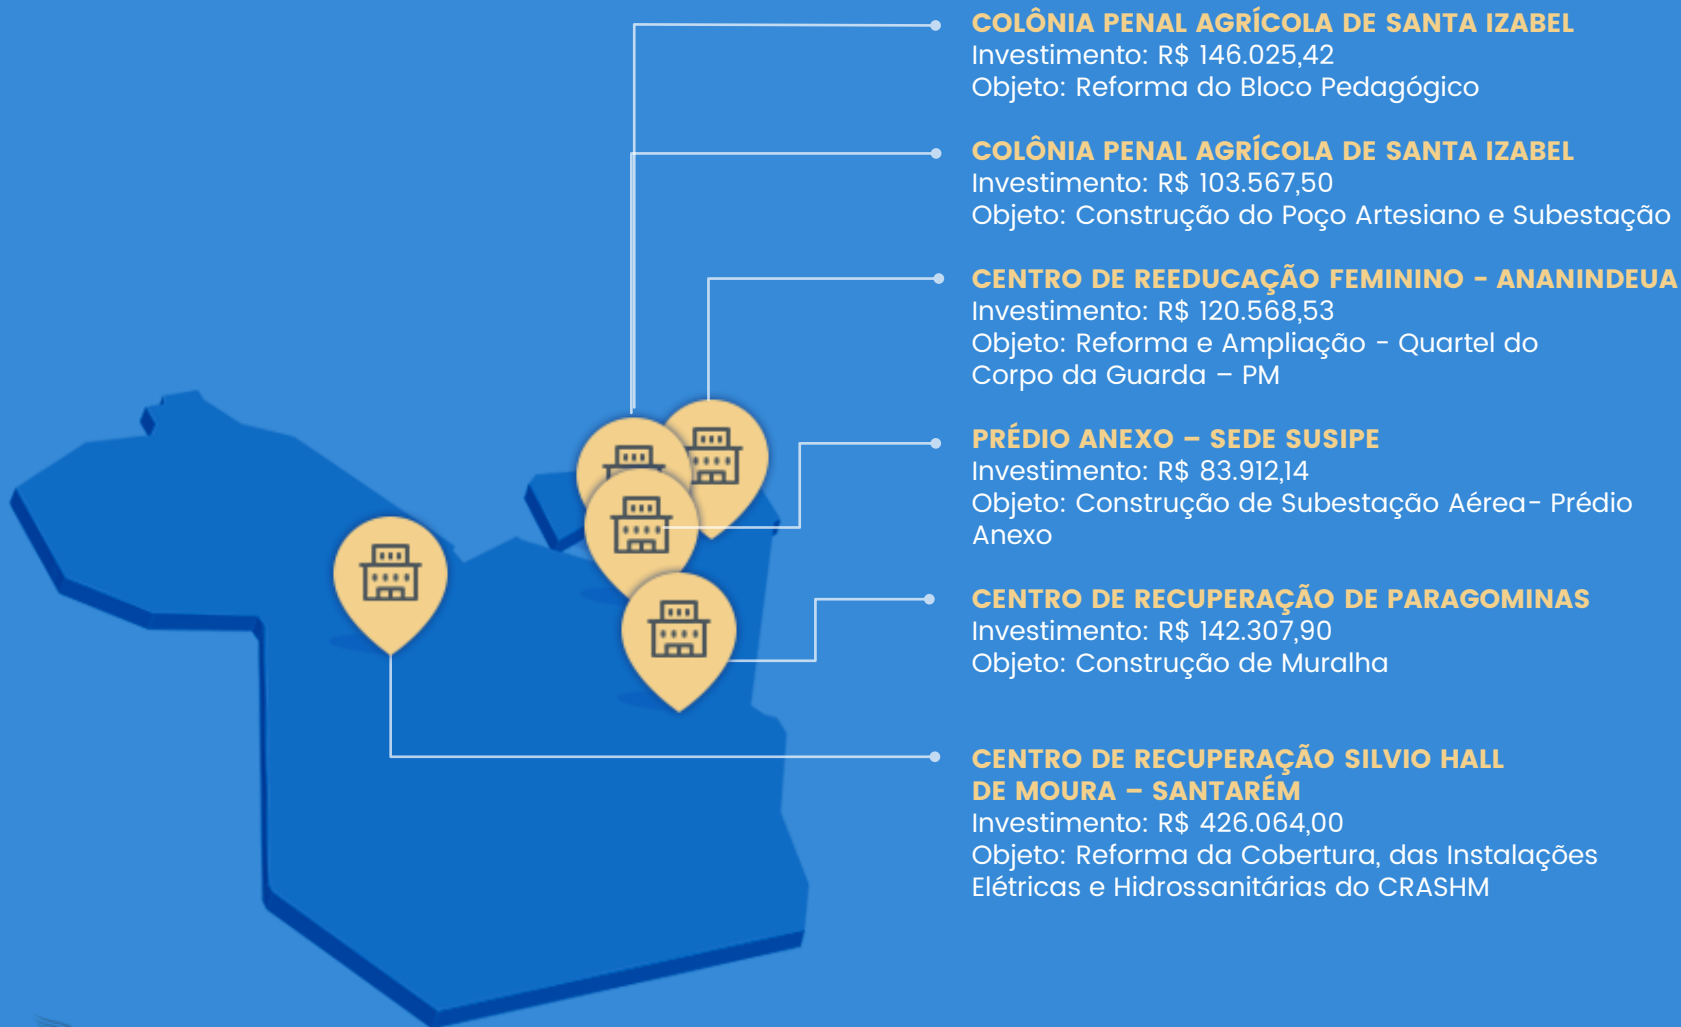 COLÔNIA PENAL AGRÍCOLA DE SANTA IZABEL
Investimento: R$ 146.025,42
Objeto: Reforma do Bloco Pedagógico
COLÔNIA PENAL AGRÍCOLA DE SANTA IZABEL
Investimento: R$ 103.567,50
Objeto: Construção do Poço Artesiano e Subestação
CENTRO DE REEDUCAÇÃO FEMININO - ANANINDEUA
Investimento: R$ 120.568,53
Objeto: Reforma e Ampliação - Quartel do
Corpo da Guarda – PM
PRÉDIO ANEXO – SEDE SUSIPE
Investimento: R$ 83.912,14
Objeto: Construção de Subestação Aérea- Prédio
Anexo
CENTRO DE RECUPERAÇÃO DE PARAGOMINAS
Investimento: R$ 142.307,90
Objeto: Construção de Muralha
CENTRO DE RECUPERAÇÃO SILVIO HALL
DE MOURA – SANTARÉM
Investimento: R$ 426.064,00
Objeto: Reforma da Cobertura, das Instalações
Elétricas e Hidrossanitárias do CRASHM